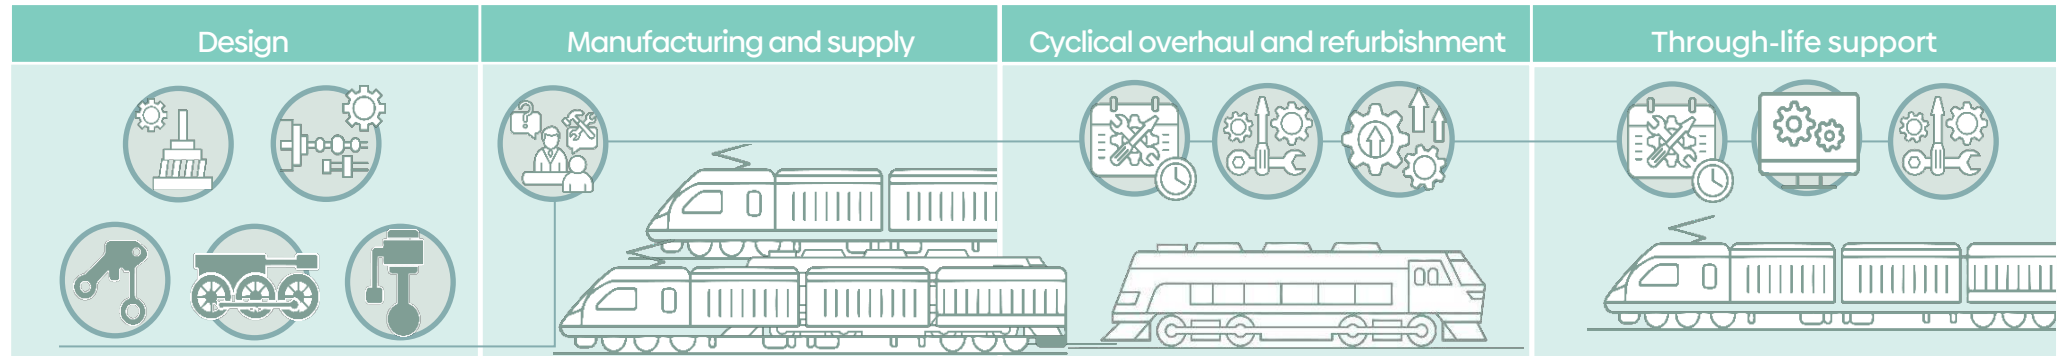 Design
Manufacturing and supply
Cyclical overhaul and refurbishment
Through-life support